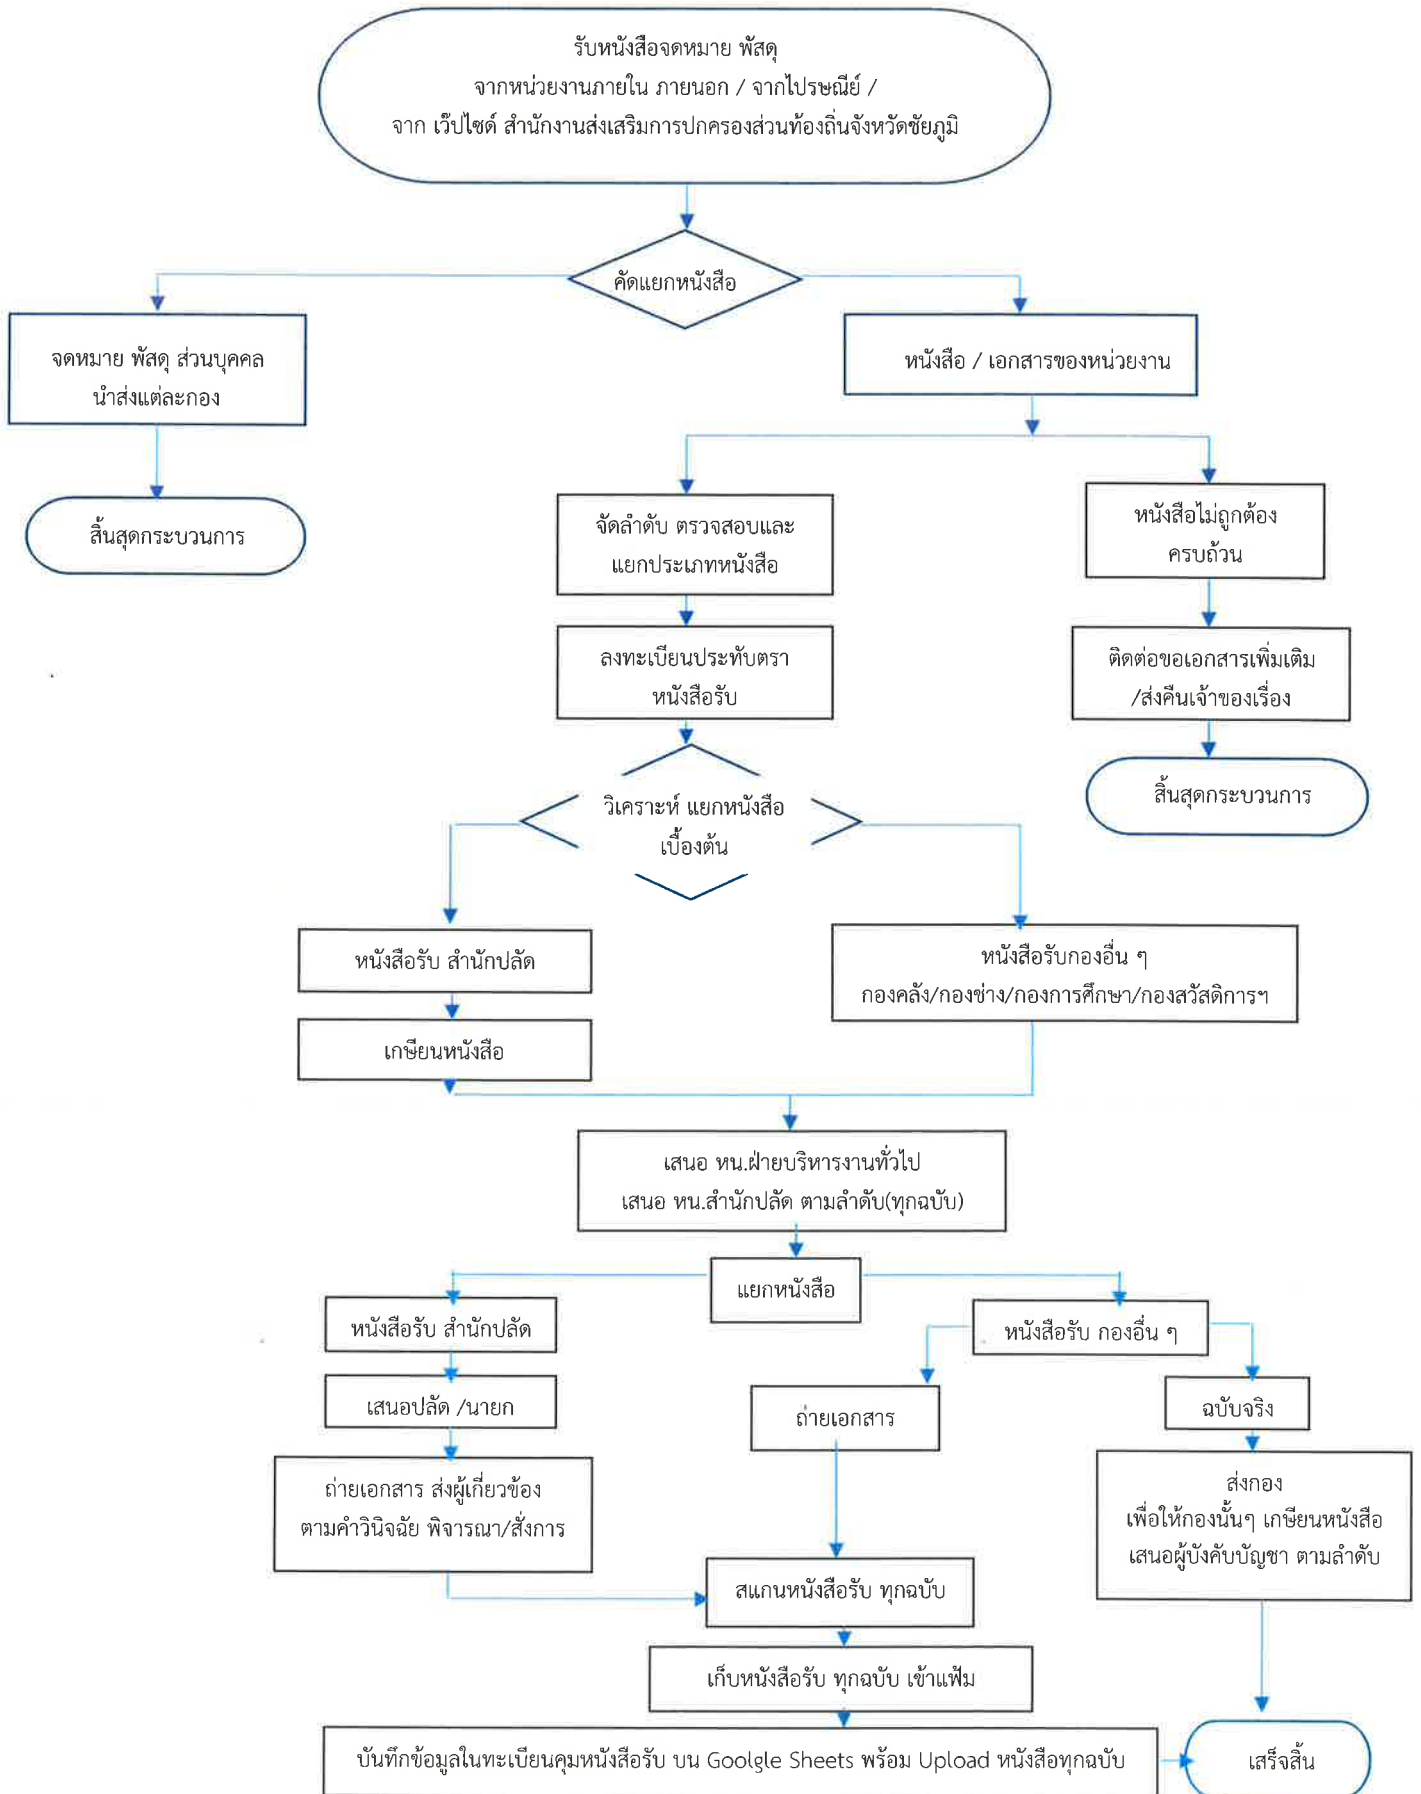 รับหนังสือจดหมาย พัสดุ
จากหน่วยงานภายใน ภายนอก / จากไปรษณีย์ /
จาก เว็ปไซด์ สำนักงานส่งเสริมการปกครองส่วนท้องถิ่นจังหวัดชัยภูมิ
คัดแยกหนังสือ
จดหมาย พัสดุ ส่วนบุคคล
นำส่งแต่ละกอง
หนังสือ / เอกสารของหน่วยงาน
สิ้นสุดกระบวนการ
จัดลำดับ ตรวจสอบและ
แยกประเภทหนังสือ
หนังสือไม่ถูกต้อง
ครบถ้วน
ลงทะเบียนประทับตรา
หนังสือรับ
ติดต่อขอเอกสารเพิ่มเติม
/ส่งคืนเจ้าของเรื่อง
สิ้นสุดกระบวนการ
วิเคราะห์ แยกหนังสือ
เบื้องต้น
หนังสือรับ สำนักปลัด
หนังสือรับกองอื่น ๆ
กองคลัง/กองช่าง/กองการศึกษา/กองสวัสดิการฯ
เกษียนหนังสือ
เสนอ หน.ฝ่ายบริหารงานทั่วไป
เสนอ หน.สำนักปลัด ตามลำดับ(ทุกฉบับ)
แยกหนังสือ
หนังสือรับ สำนักปลัด
หนังสือรับ กองอื่น ๆ
เสนอปลัด /นายก
ถ่ายเอกสาร
ฉบับจริง
ถ่ายเอกสาร ส่งผู้เกี่ยวข้อง
ตามคำวินิจฉัย พิจารณา/สั่งการ
ส่งกอง
เพื่อให้กองนั้นๆ เกษียนหนังสือ
เสนอผู้บังคับบัญชา ตามลำดับ
สแกนหนังสือรับ ทุกฉบับ
เก็บหนังสือรับ ทุกฉบับ เข้าแฟ้ม
บันทึกข้อมูลในทะเบียนคุมหนังสือรับ บน Goolgle Sheets พร้อม Upload หนังสือทุกฉบับ
เสร็จสิ้น